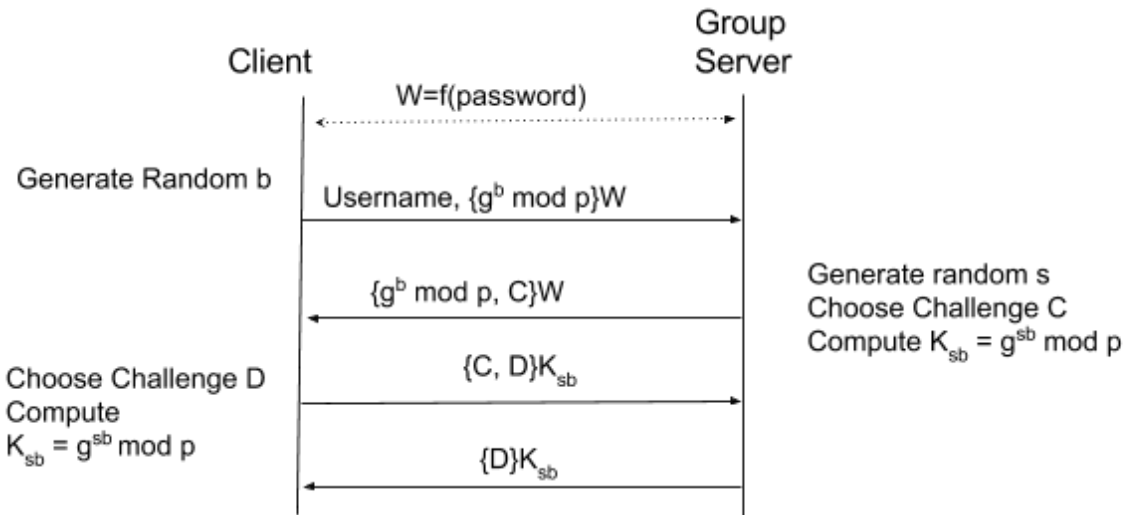 Client
Group
Server
W=f(password)
Generate Random b
Username, {g^b mod p}W
{g^b mod p, C}W
Generate random s
Choose Challenge C
Compute K_sb = g^sb mod p
{C, D}K_sb
Choose Challenge D
Compute
K_sb = g^sb mod p
{D}K_sb